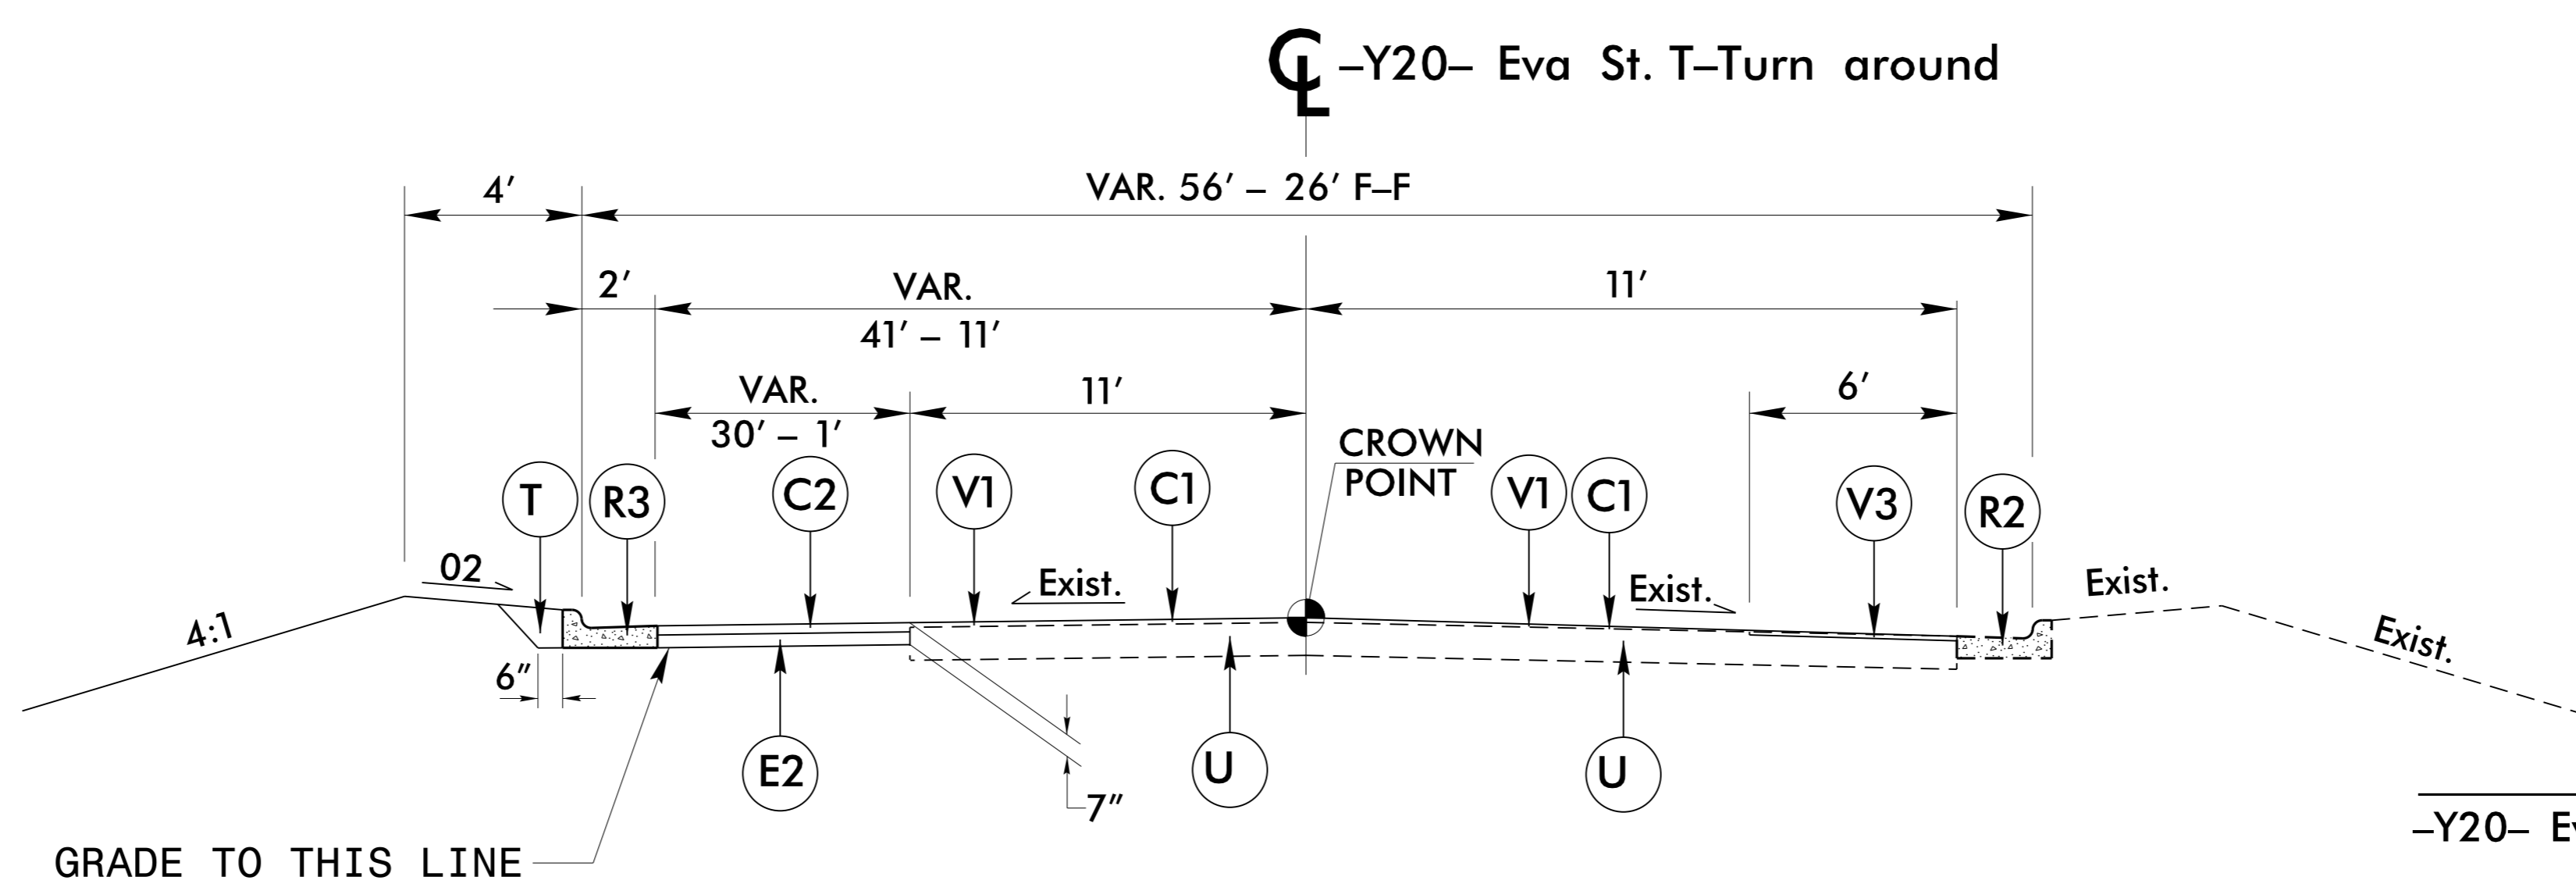 CL –Y20– Eva St. T–Turn around
4' VAR. 56' – 26' F–F
2' VAR. 11'
41' – 11'
VAR. 11' 6'
30' – 1'
CROWN
POINT
T R3 C2 V1 C1 V1 C1 V3 R2
02 Exist. Exist. Exist.
4:1 Exist.
6"
E2 U U
7"
–Y20–
GRADE TO THIS LINE